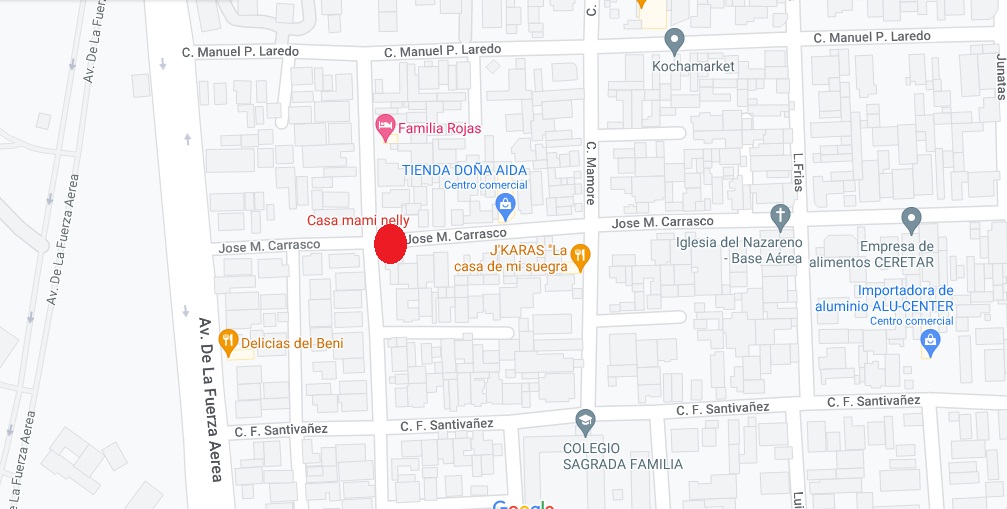 C.
Av. De La Fuerza Aerea
C. Manuel P. Laredo
C. Manuel P. Laredo
C. Manuel P. Laredo
Kochamarket
Junatas
Familia Rojas
TIENDA DOÑA AIDA
Centro comercial
C. Mamore
L.Frias
Av. De La Fuerza Aerea
Casa mami nelly
Jose M. Carrasco
Jose M. Carrasco
Jose M. Carrasco
J'KARAS "La
casa de mi suegra
Iglesia del Nazareno
- Base Aérea
Empresa de
alimentos CERETAR
Importadora de
aluminio ALU-CENTER
Centro comercial
Av. De La Fuerza Aerea
Delicias del Beni
C. F. Santivañez
C. F. Santivañez
C. F. Santivañez
COLEGIO
SAGRADA FAMILIA
De La Fuerza Aerea
Lui
Google